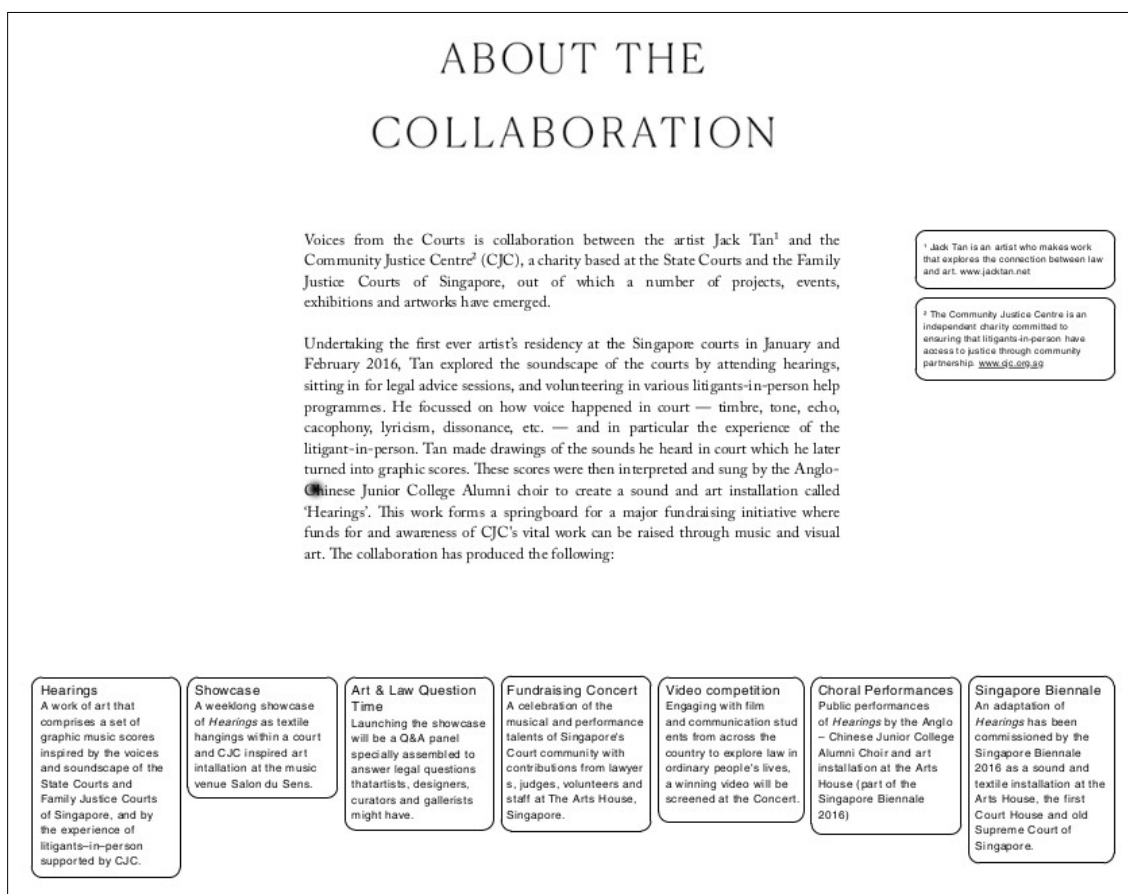 ABOUT THE
COLLABORATION
Voices from the Courts is collaboration between the artist Jack Tan¹ and the
Community Justice Centre² (CJC), a charity based at the State Courts and the Family
Justice Courts of Singapore, out of which a number of projects, events,
exhibitions and artworks have emerged.
Undertaking the first ever artist’s residency at the Singapore courts in January and
February 2016, Tan explored the soundscape of the courts by attending hearings,
sitting in for legal advice sessions, and volunteering in various litigants-in-person help
programmes. He focussed on how voice happened in court — timbre, tone, echo,
cacophony, lyricism, dissonance, etc. — and in particular the experience of the
litigant-in-person. Tan made drawings of the sounds he heard in court which he later
turned into graphic scores. These scores were then interpreted and sung by the Anglo-
Chinese Junior College Alumni choir to create a sound and art installation called
‘Hearings’. This work forms a springboard for a major fundraising initiative where
funds for and awareness of CJC’s vital work can be raised through music and visual
art. The collaboration has produced the following:
¹ Jack Tan is an artist who makes work
that explores the connection between law
and art. www.jacktan.net
² The Community Justice Centre is an
independent charity committed to
ensuring that litigants-in-person have
access to justice through community
partnership. www.cjc.org.sg
Hearings
A work of art that
comprises a set of
graphic music scores
inspired by the voices
and soundscape of the
State Courts and
Family Justice Courts
of Singapore, and by
the experience of
litigants–in–person
supported by CJC.
Showcase
A weeklong showcase
of Hearings as textile
hangings within a court
and CJC inspired art
intallation at the music
venue Salon du Sens.
Art & Law Question
Time
Launching the showcase
will be a Q&A panel
specially assembled to
answer legal questions
thatartists, designers,
curators and gallerists
might have.
Fundraising Concert
A celebration of the
musical and performance
talents of Singapore's
Court community with
contributions from lawyer
s, judges, volunteers and
staff at The Arts House,
Singapore.
Video competition
Engaging with film
and communication stud
ents from across the
country to explore law in
ordinary people's lives,
a winning video will be
screened at the Concert.
Choral Performances
Public performances
of Hearings by the Anglo
– Chinese Junior College
Alumni Choir and art
installation at the Arts
House (part of the
Singapore Biennale
2016)
Singapore Biennale
An adaptation of
Hearings has been
commissioned by the
Singapore Biennale
2016 as a sound and
textile installation at the
Arts House, the first
Court House and old
Supreme Court of
Singapore.